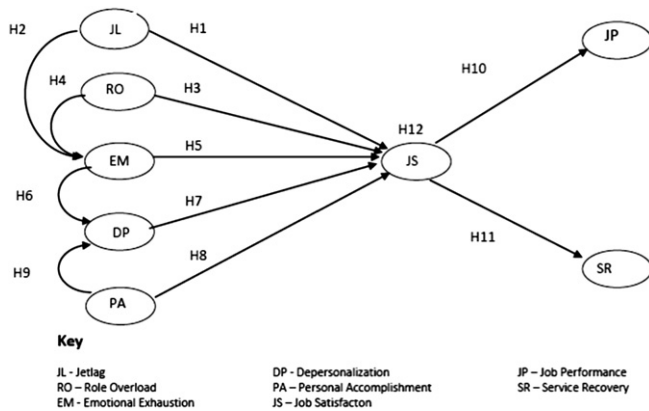 H2
JL
H1
JP
H4
RO
H3
H10
H12
EM
H5
JS
H6
DP
H7
H11
H8
H9
SR
PA
Key
JL - Jetlag
RO – Role Overload
EM - Emotional Exhaustion
DP - Depersonalization
PA – Personal Accomplishment
JS – Job Satisfacton
JP – Job Performance
SR – Service Recovery